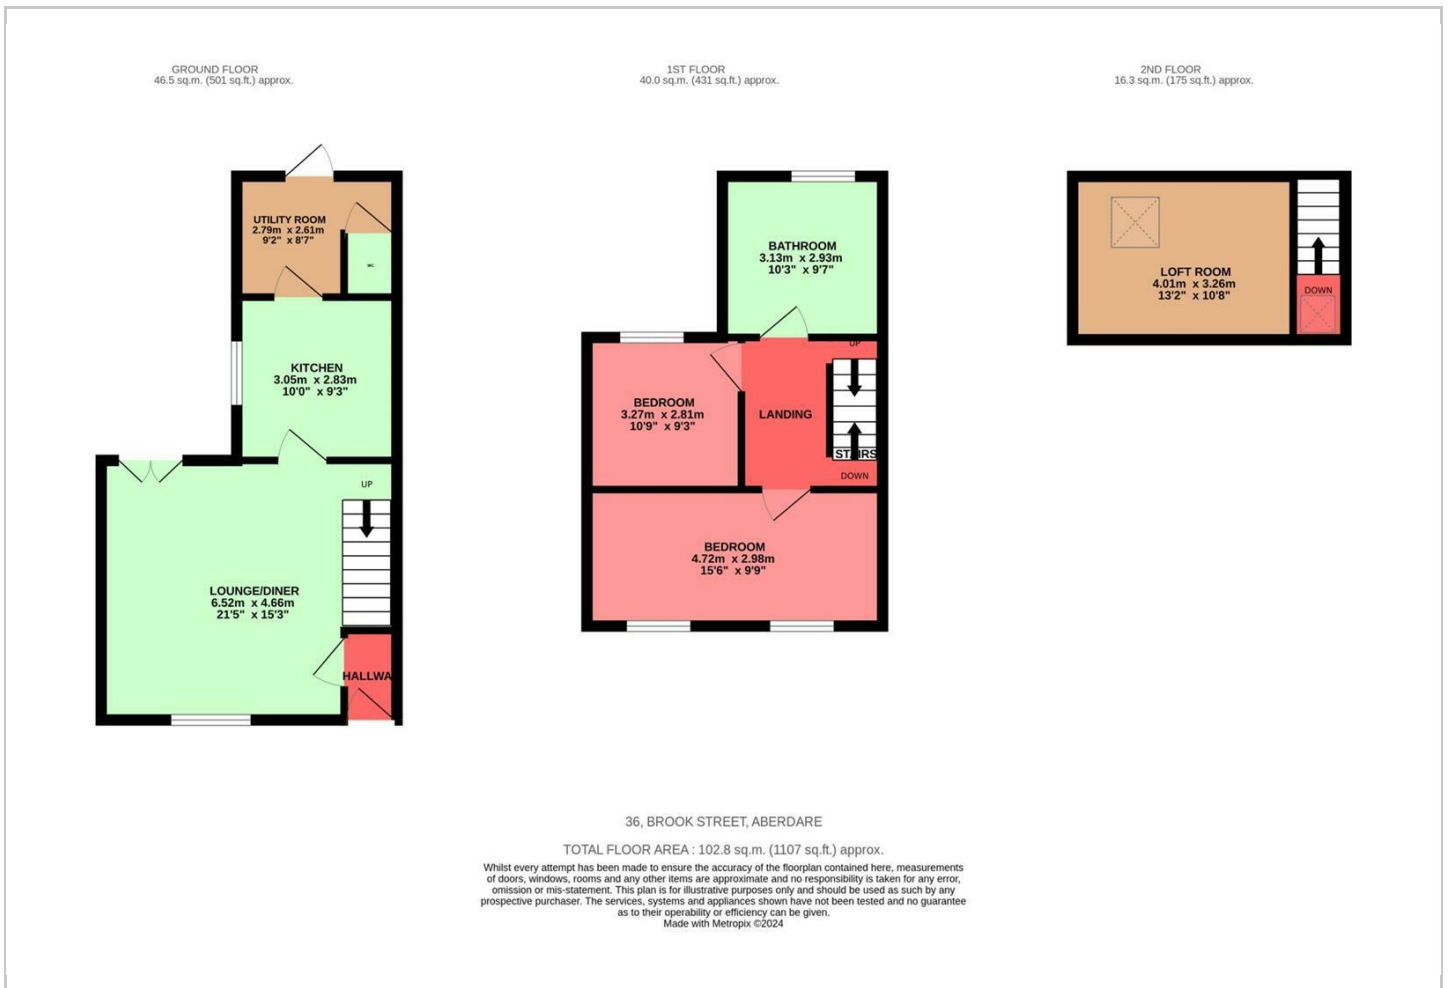 GROUND FLOOR
46.5 sq.m. (501 sq.ft.) approx.
1ST FLOOR
40.0 sq.m. (431 sq.ft.) approx.
2ND FLOOR
16.3 sq.m. (175 sq.ft.) approx.
UTILITY ROOM
2.79m x 2.61m
9'2" x 8'7"
WC
KITCHEN
3.05m x 2.83m
10'0" x 9'3"
UP
LOUNGE/DINER
6.52m x 4.66m
21'5" x 15'3"
HALLWA
BATHROOM
3.13m x 2.93m
10'3" x 9'7"
UP
BEDROOM
3.27m x 2.81m
10'9" x 9'3"
LANDING
STAIRS
DOWN
BEDROOM
4.72m x 2.98m
15'6" x 9'9"
LOFT ROOM
4.01m x 3.26m
13'2" x 10'8"
DOWN
36, BROOK STREET, ABERDARE
TOTAL FLOOR AREA : 102.8 sq.m. (1107 sq.ft.) approx.
Whilst every attempt has been made to ensure the accuracy of the floorplan contained here, measurements
of doors, windows, rooms and any other items are approximate and no responsibility is taken for any error,
omission or mis-statement. This plan is for illustrative purposes only and should be used as such by any
prospective purchaser. The services, systems and appliances shown have not been tested and no guarantee
as to their operability or efficiency can be given.
Made with Metropix ©2024